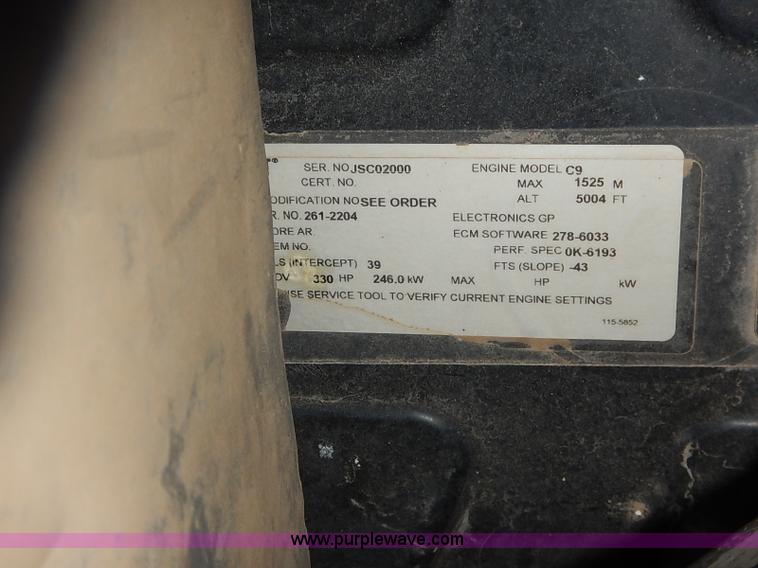 SER. NO JSC02000 ENGINE MODEL C9
CERT. NO. MAX 1525 M
ALT 5004 FT
ODIFICATION NO SEE ORDER
R. NO. 261-2204 ELECTRONICS GP
ORE AR. ECM SOFTWARE 278-6033
EM NO. PERF. SPEC 0K-6193
LS (INTERCEPT) 39 FTS (SLOPE) -43
OV 330 HP 246.0 kW MAX HP kW
ISE SERVICE TOOL TO VERIFY CURRENT ENGINE SETTINGS
115-5852
www.purplewave.com